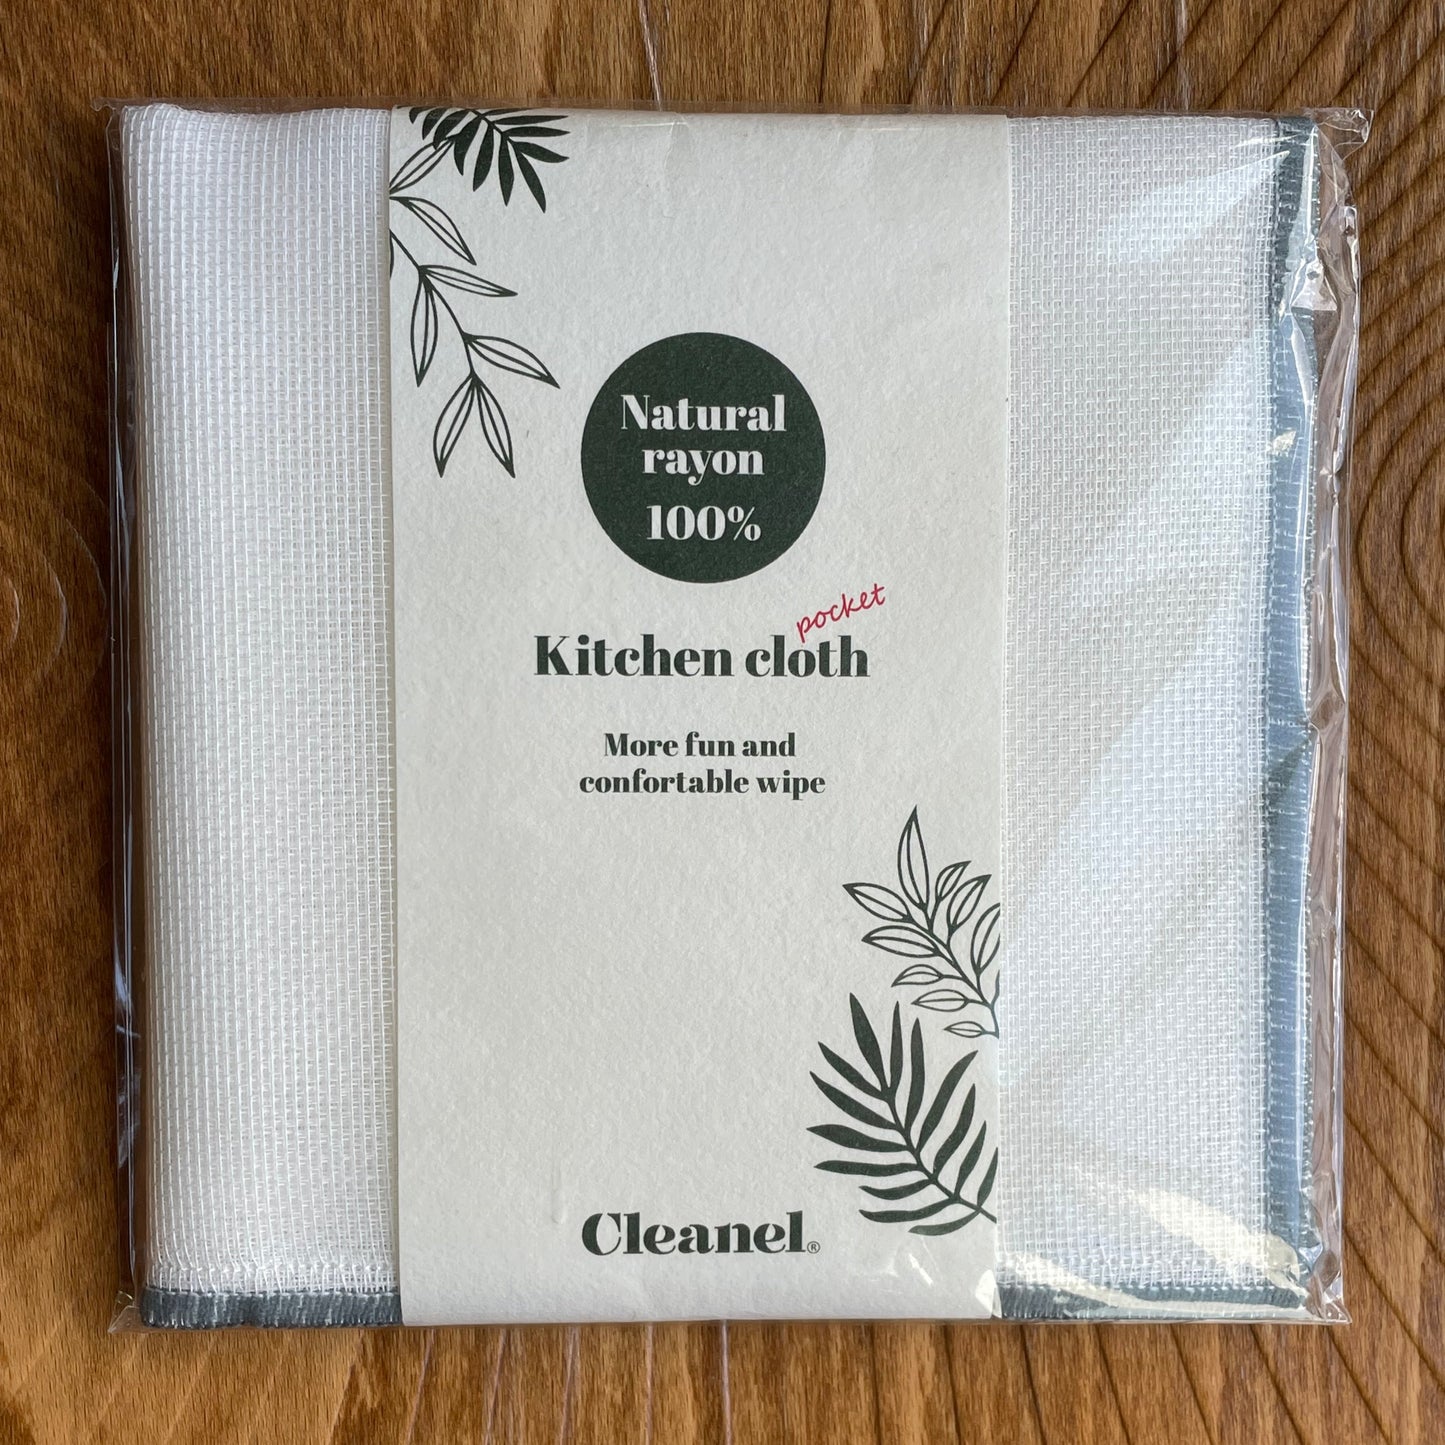 Natural
rayon
100%
pocket
Kitchen cloth
More fun and
confortable wipe
Cleanel®